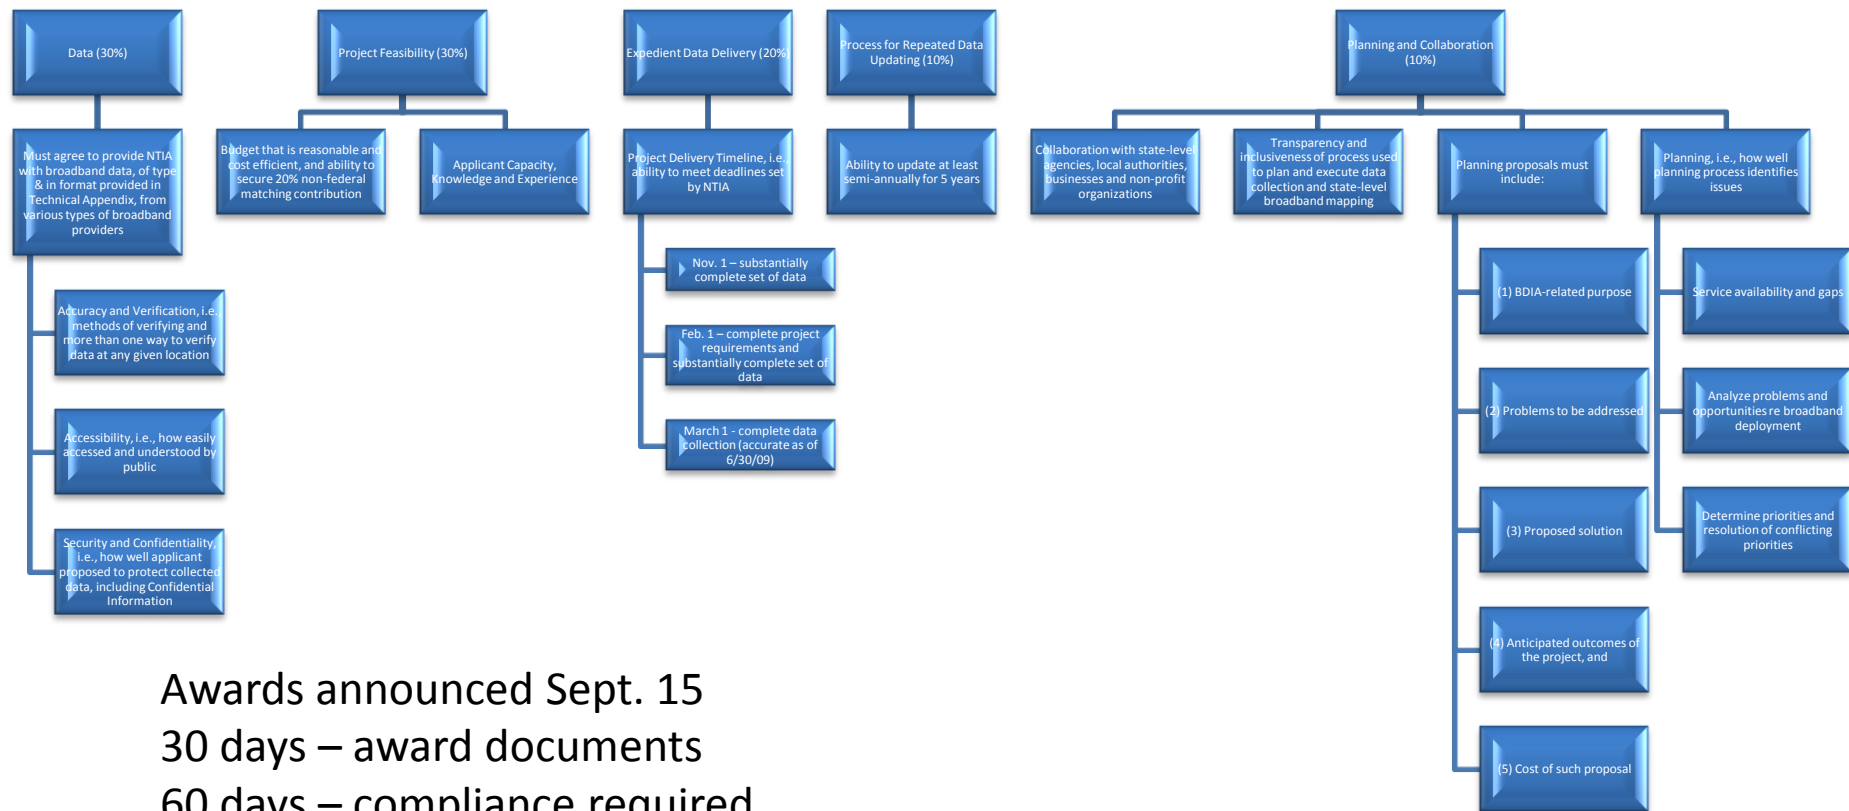 Data (30%)
Must agree to provide NTIA
with broadband data, of type
& in format provided in
Technical Appendix, from
various types of broadband
providers
Accuracy and Verification, i.e.,
methods of verifying and
more than one way to verify
data at any given location
Accessibility, i.e., how easily
accessed and understood by
public
Security and Confidentiality,
i.e., how well applicant
proposed to protect collected
data, including Confidential
Information
Project Feasibility (30%)
Budget that is reasonable and
cost efficient, and ability to
secure 20% non-federal
matching contribution
Applicant Capacity,
Knowledge and Experience
Expedient Data Delivery (20%)
Project Delivery Timeline, i.e.,
ability to meet deadlines set
by NTIA
Nov. 1 – substantially
complete set of data
Feb. 1 – complete project
requirements and
substantially complete set of
data
March 1 - complete data
collection (accurate as of
6/30/09)
Process for Repeated Data
Updating (10%)
Ability to update at least
semi-annually for 5 years
Planning and Collaboration
(10%)
Collaboration with state-level
agencies, local authorities,
businesses and non-profit
organizations
Transparency and
inclusiveness of process used
to plan and execute data
collection and state-level
broadband mapping
Planning proposals must
include:
(1) BDIA-related purpose
(2) Problems to be addressed
(3) Proposed solution
(4) Anticipated outcomes of
the project, and
(5) Cost of such proposal
Planning, i.e., how well
planning process identifies
issues
Service availability and gaps
Analyze problems and
opportunities re broadband
deployment
Determine priorities and
resolution of conflicting
priorities
Awards announced Sept. 15
30 days – award documents
60 days – compliance required